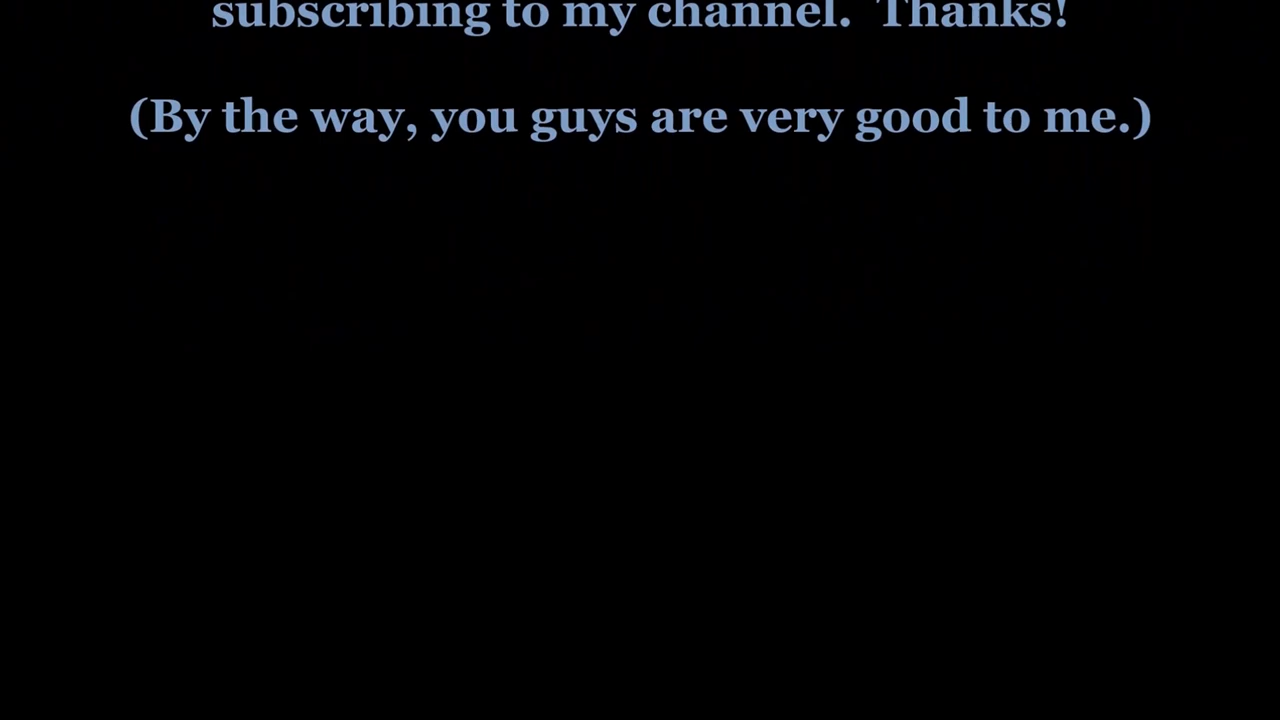 subscribing to my channel.  Thanks!
(By the way, you guys are very good to me.)